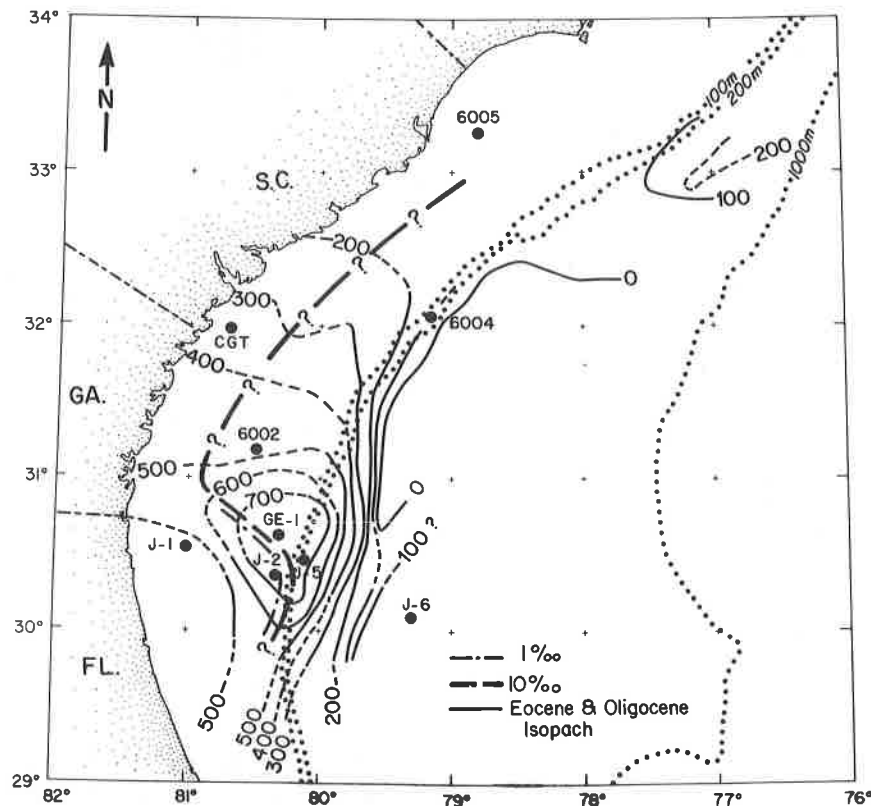 34°
33°
32°
31°
30°
29°
82°
81°
80°
79°
78°
77°
76°
N
S.C.
GA.
FL.
6005
100m
200m
1000m
200
100
200
?
?
0
300
?
6004
CGT
400
?
?
6002
500
600
700
0
GE-1
100 ?
J-1
J-2
J-5
J-6
?
500
500
400
300
200
1‰
10‰
Eocene & Oligocene
Isopach